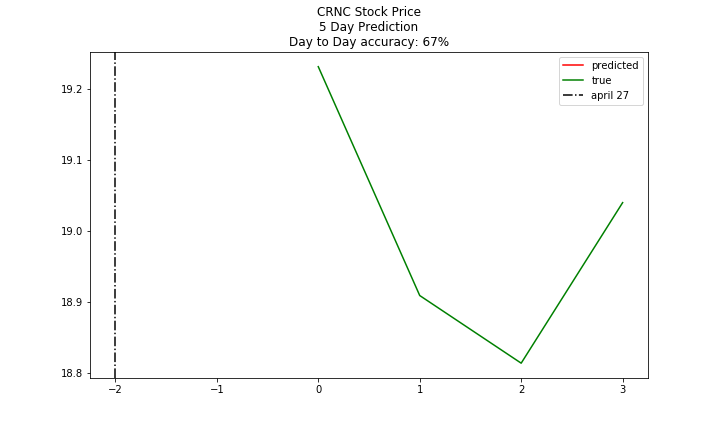 CRNC Stock Price
5 Day Prediction
Day to Day accuracy: 67%
predicted
true
april 27
19.2
19.1
19.0
18.9
18.8
−2
−1
0
1
2
3